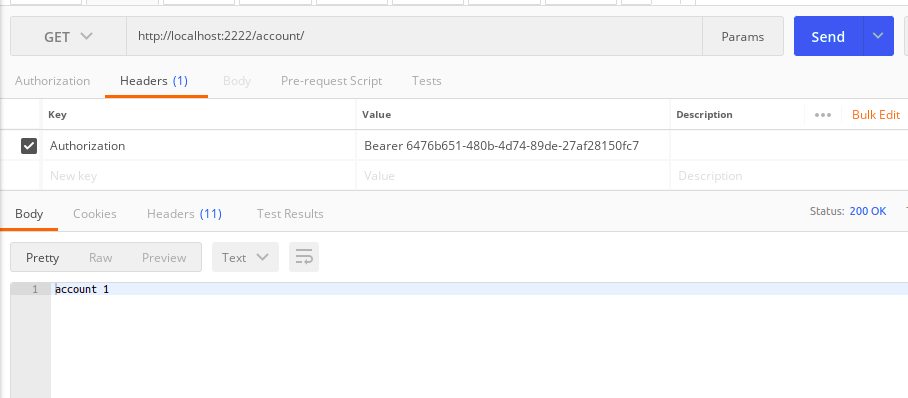 GET http://localhost:2222/account/ Params Send
Authorization Headers (1) Body Pre-request Script Tests
Key Value Description ••• Bulk Edit
Authorization Bearer 6476b651-480b-4d74-89de-27af28150fc7
New key Value Description
Body Cookies Headers (11) Test Results Status: 200 OK
Pretty Raw Preview Text
1 account 1